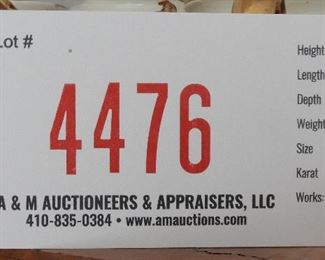 Lot #
4476
A & M AUCTIONEERS & APPRAISERS, LLC
410-835-0384 • www.amauctions.com
Height
Length
Depth
Weight
Size
Karat
Works: